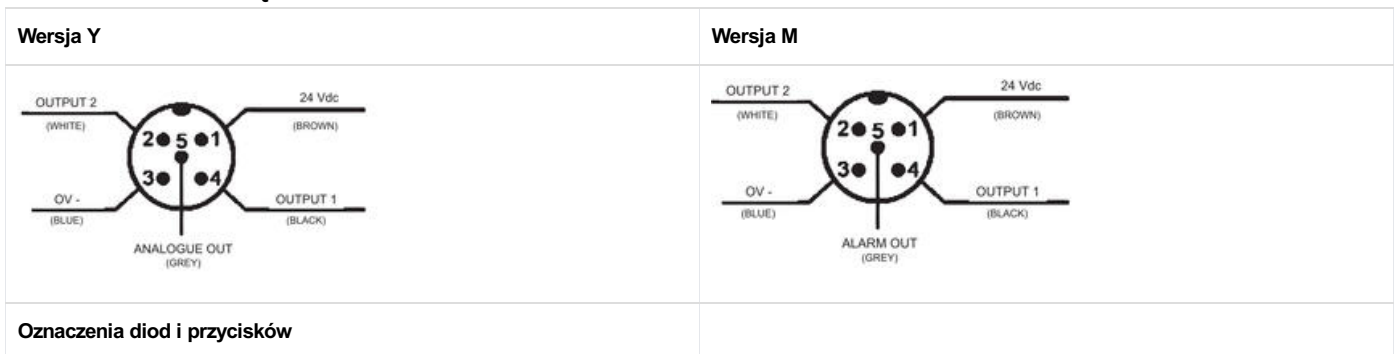 Wersja Y
Wersja M
OUTPUT 2
(WHITE)
24 Vdc
(BROWN)
2 5 1
3 4
OV -
(BLUE)
OUTPUT 1
(BLACK)
ANALOGUE OUT
(GREY)
OUTPUT 2
(WHITE)
24 Vdc
(BROWN)
2 5 1
3 4
OV -
(BLUE)
OUTPUT 1
(BLACK)
ALARM OUT
(GREY)
Oznaczenia diod i przycisków